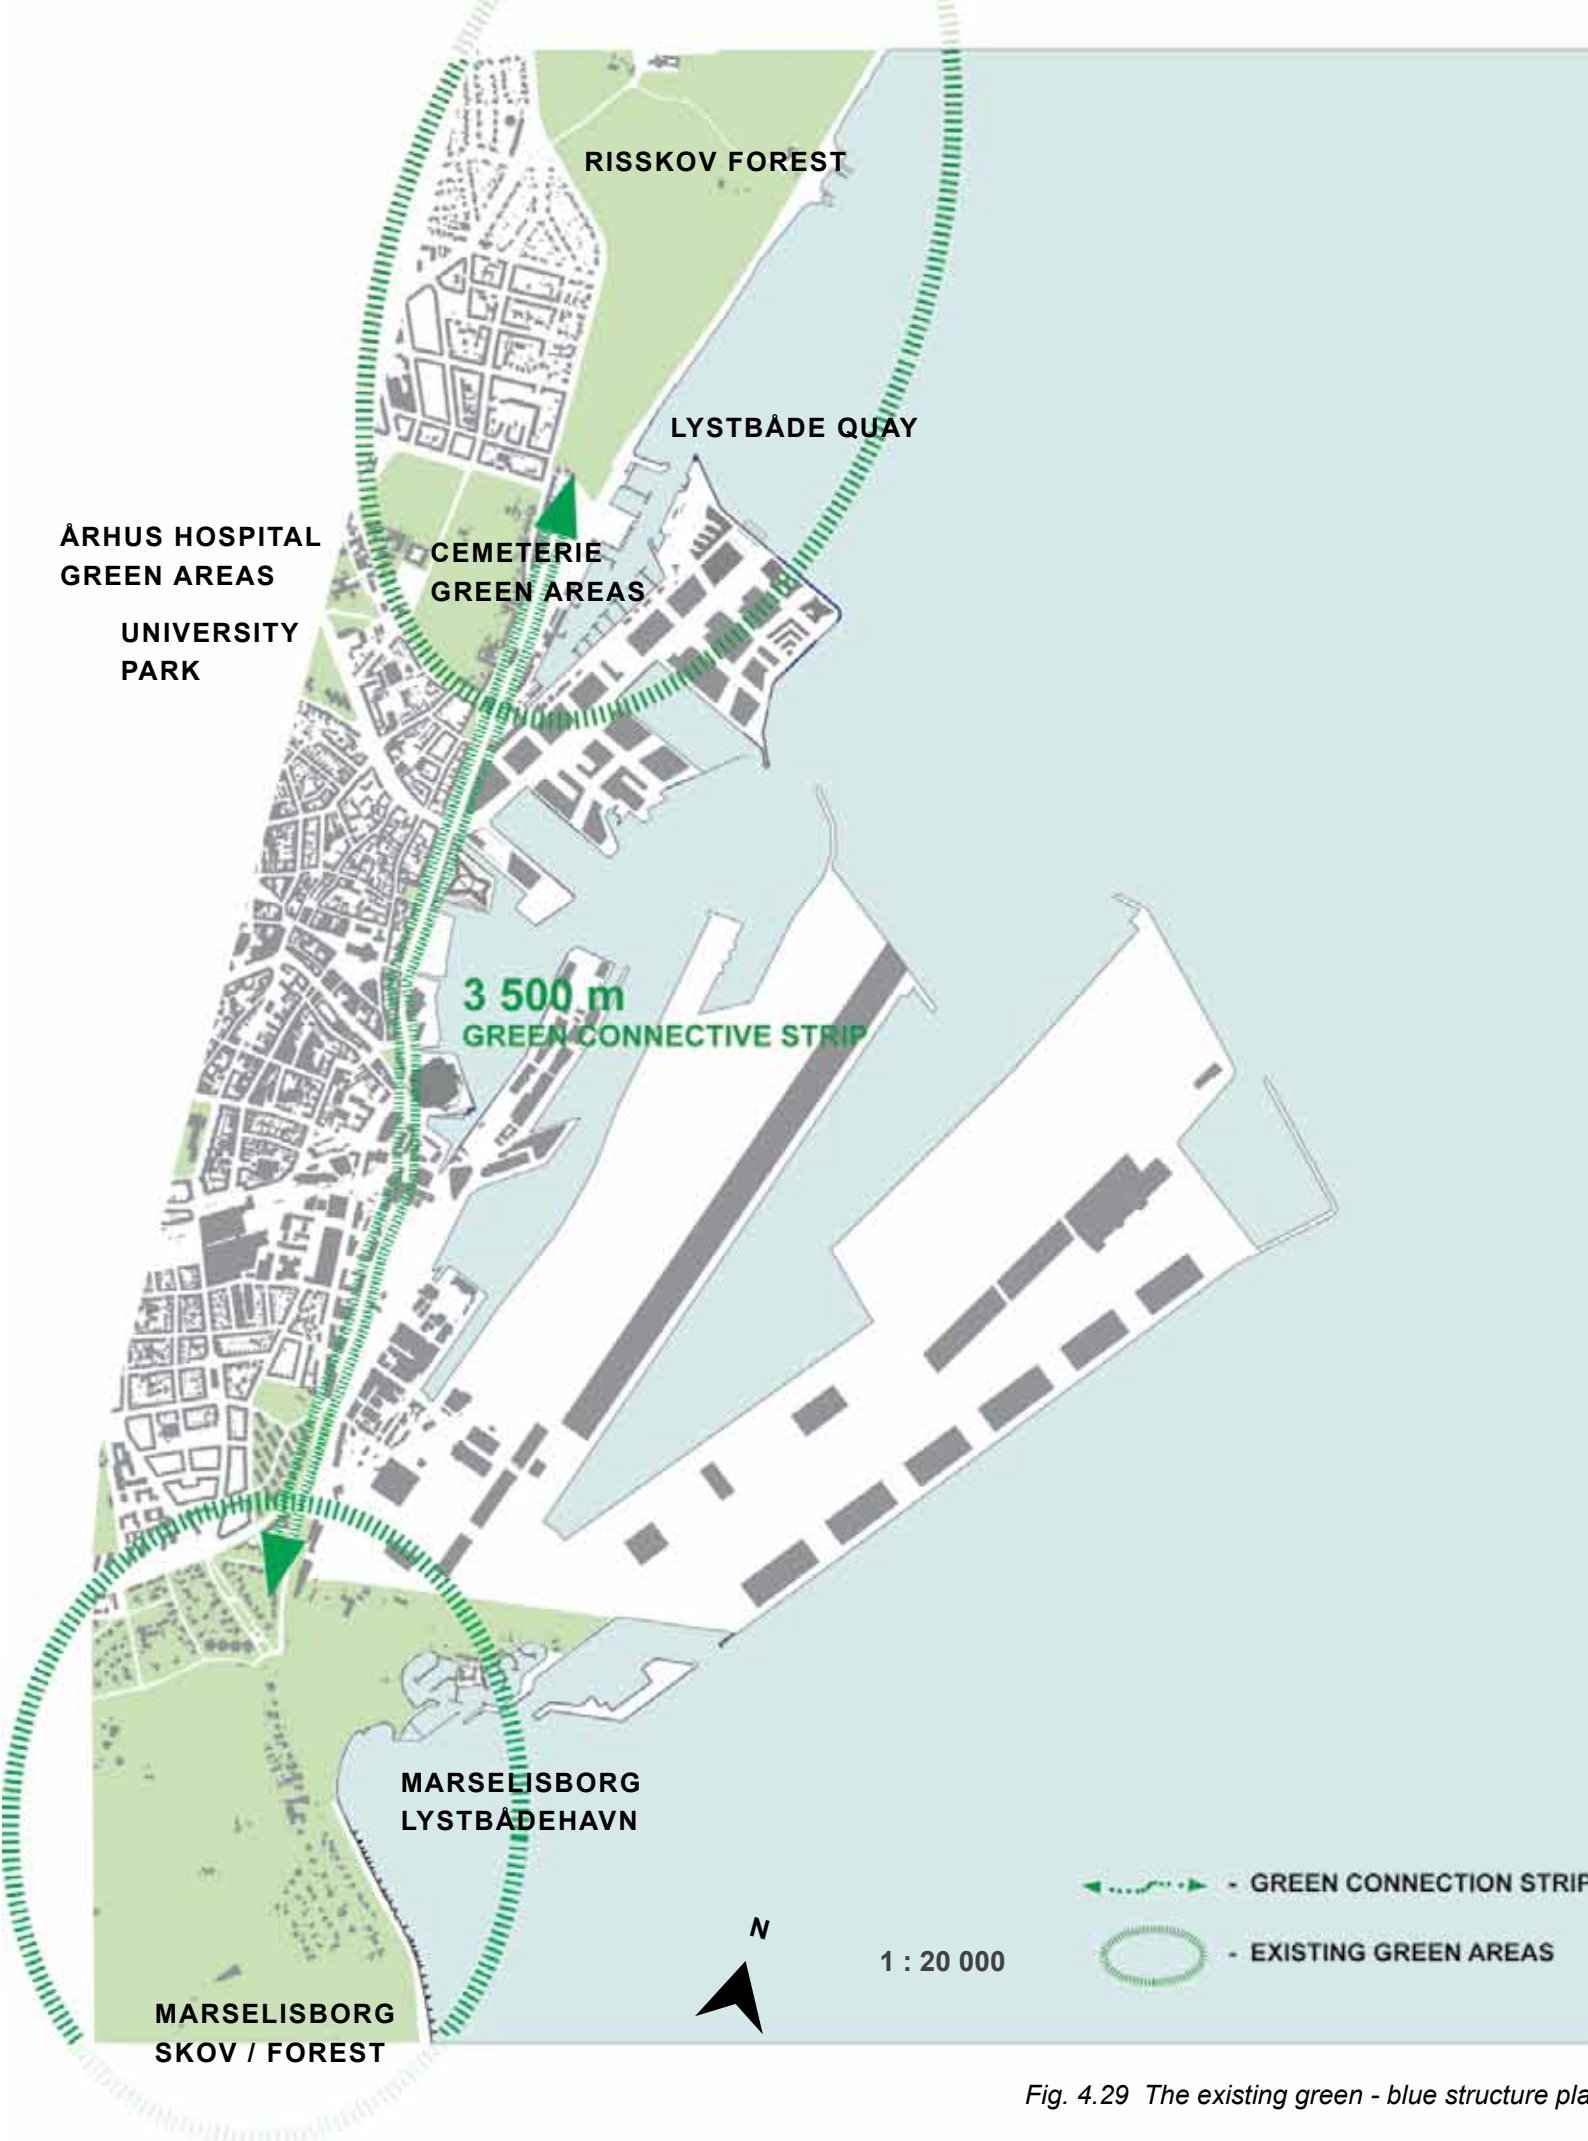 RISSKOV FOREST
LYSTBÅDE QUAY
ÅRHUS HOSPITAL
GREEN AREAS
CEMETERIE
GREEN AREAS
UNIVERSITY
PARK
3 500 m
GREEN CONNECTIVE STRIP
MARSELISBORG
LYSTBÅDEHAVN
- GREEN CONNECTION STRIP
N
1 : 20 000
- EXISTING GREEN AREAS
MARSELISBORG
SKOV / FOREST
Fig. 4.29 The existing green - blue structure pla